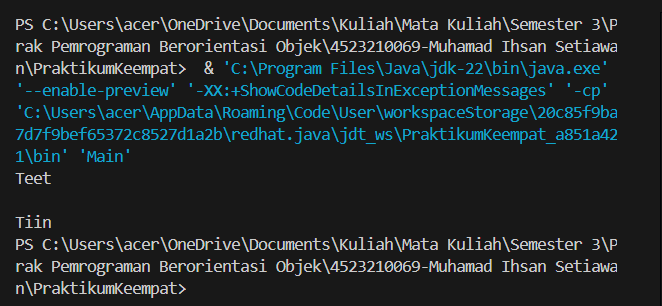 PS C:\Users\acer\OneDrive\Documents\Kuliah\Mata Kuliah\Semester 3\P
rak Pemrograman Berorientasi Objek\4523210069-Muhamad Ihsan Setiawa
n\PraktikumKeempat>  & 'C:\Program Files\Java\jdk-22\bin\java.exe'
'--enable-preview' '-XX:+ShowCodeDetailsInExceptionMessages' '-cp'
'C:\Users\acer\AppData\Roaming\Code\User\workspaceStorage\20c85f9ba
7d7f9bef65372c8527d1a2b\redhat.java\jdt_ws\PraktikumKeempat_a851a42
1\bin' 'Main'
Teet

Tiin
PS C:\Users\acer\OneDrive\Documents\Kuliah\Mata Kuliah\Semester 3\P
rak Pemrograman Berorientasi Objek\4523210069-Muhamad Ihsan Setiawa
n\PraktikumKeempat>